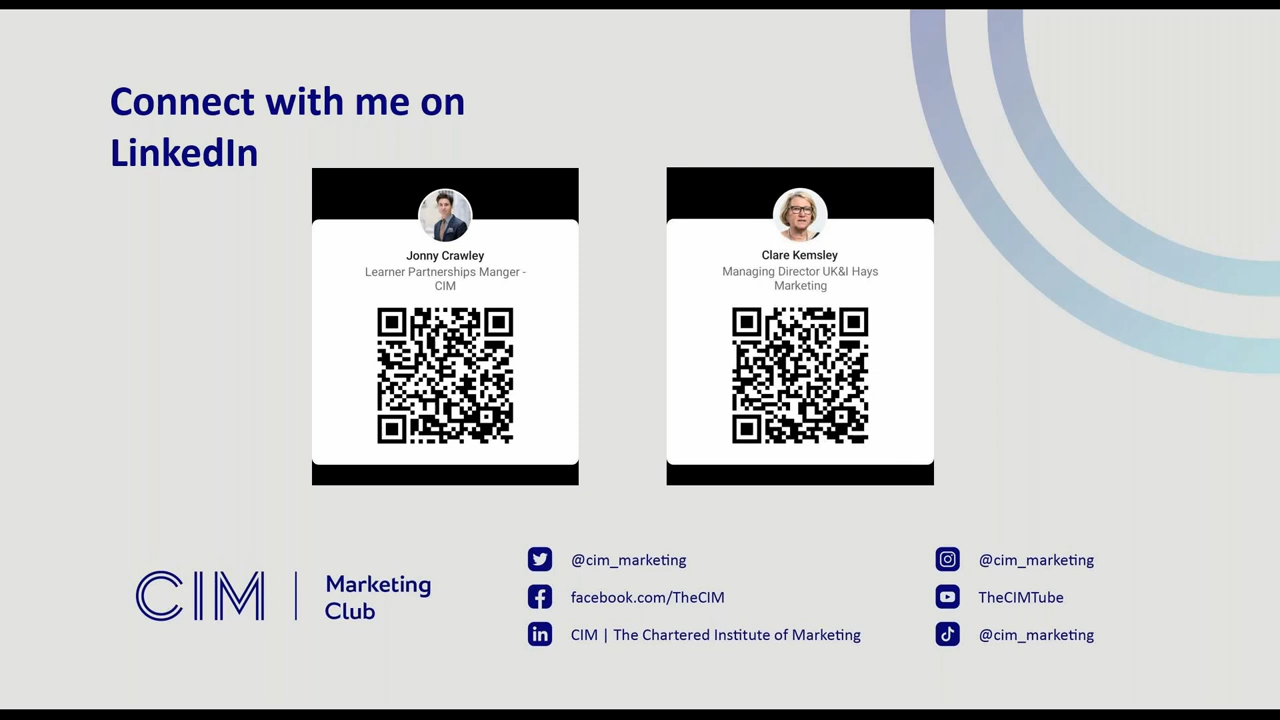 Connect with me on
LinkedIn
Jonny Crawley
Learner Partnerships Manger -
CIM
Clare Kemsley
Managing Director UK&I Hays
Marketing
CIM | Marketing
Club
@cim_marketing
facebook.com/TheCIM
CIM | The Chartered Institute of Marketing
@cim_marketing
TheCIMTube
@cim_marketing